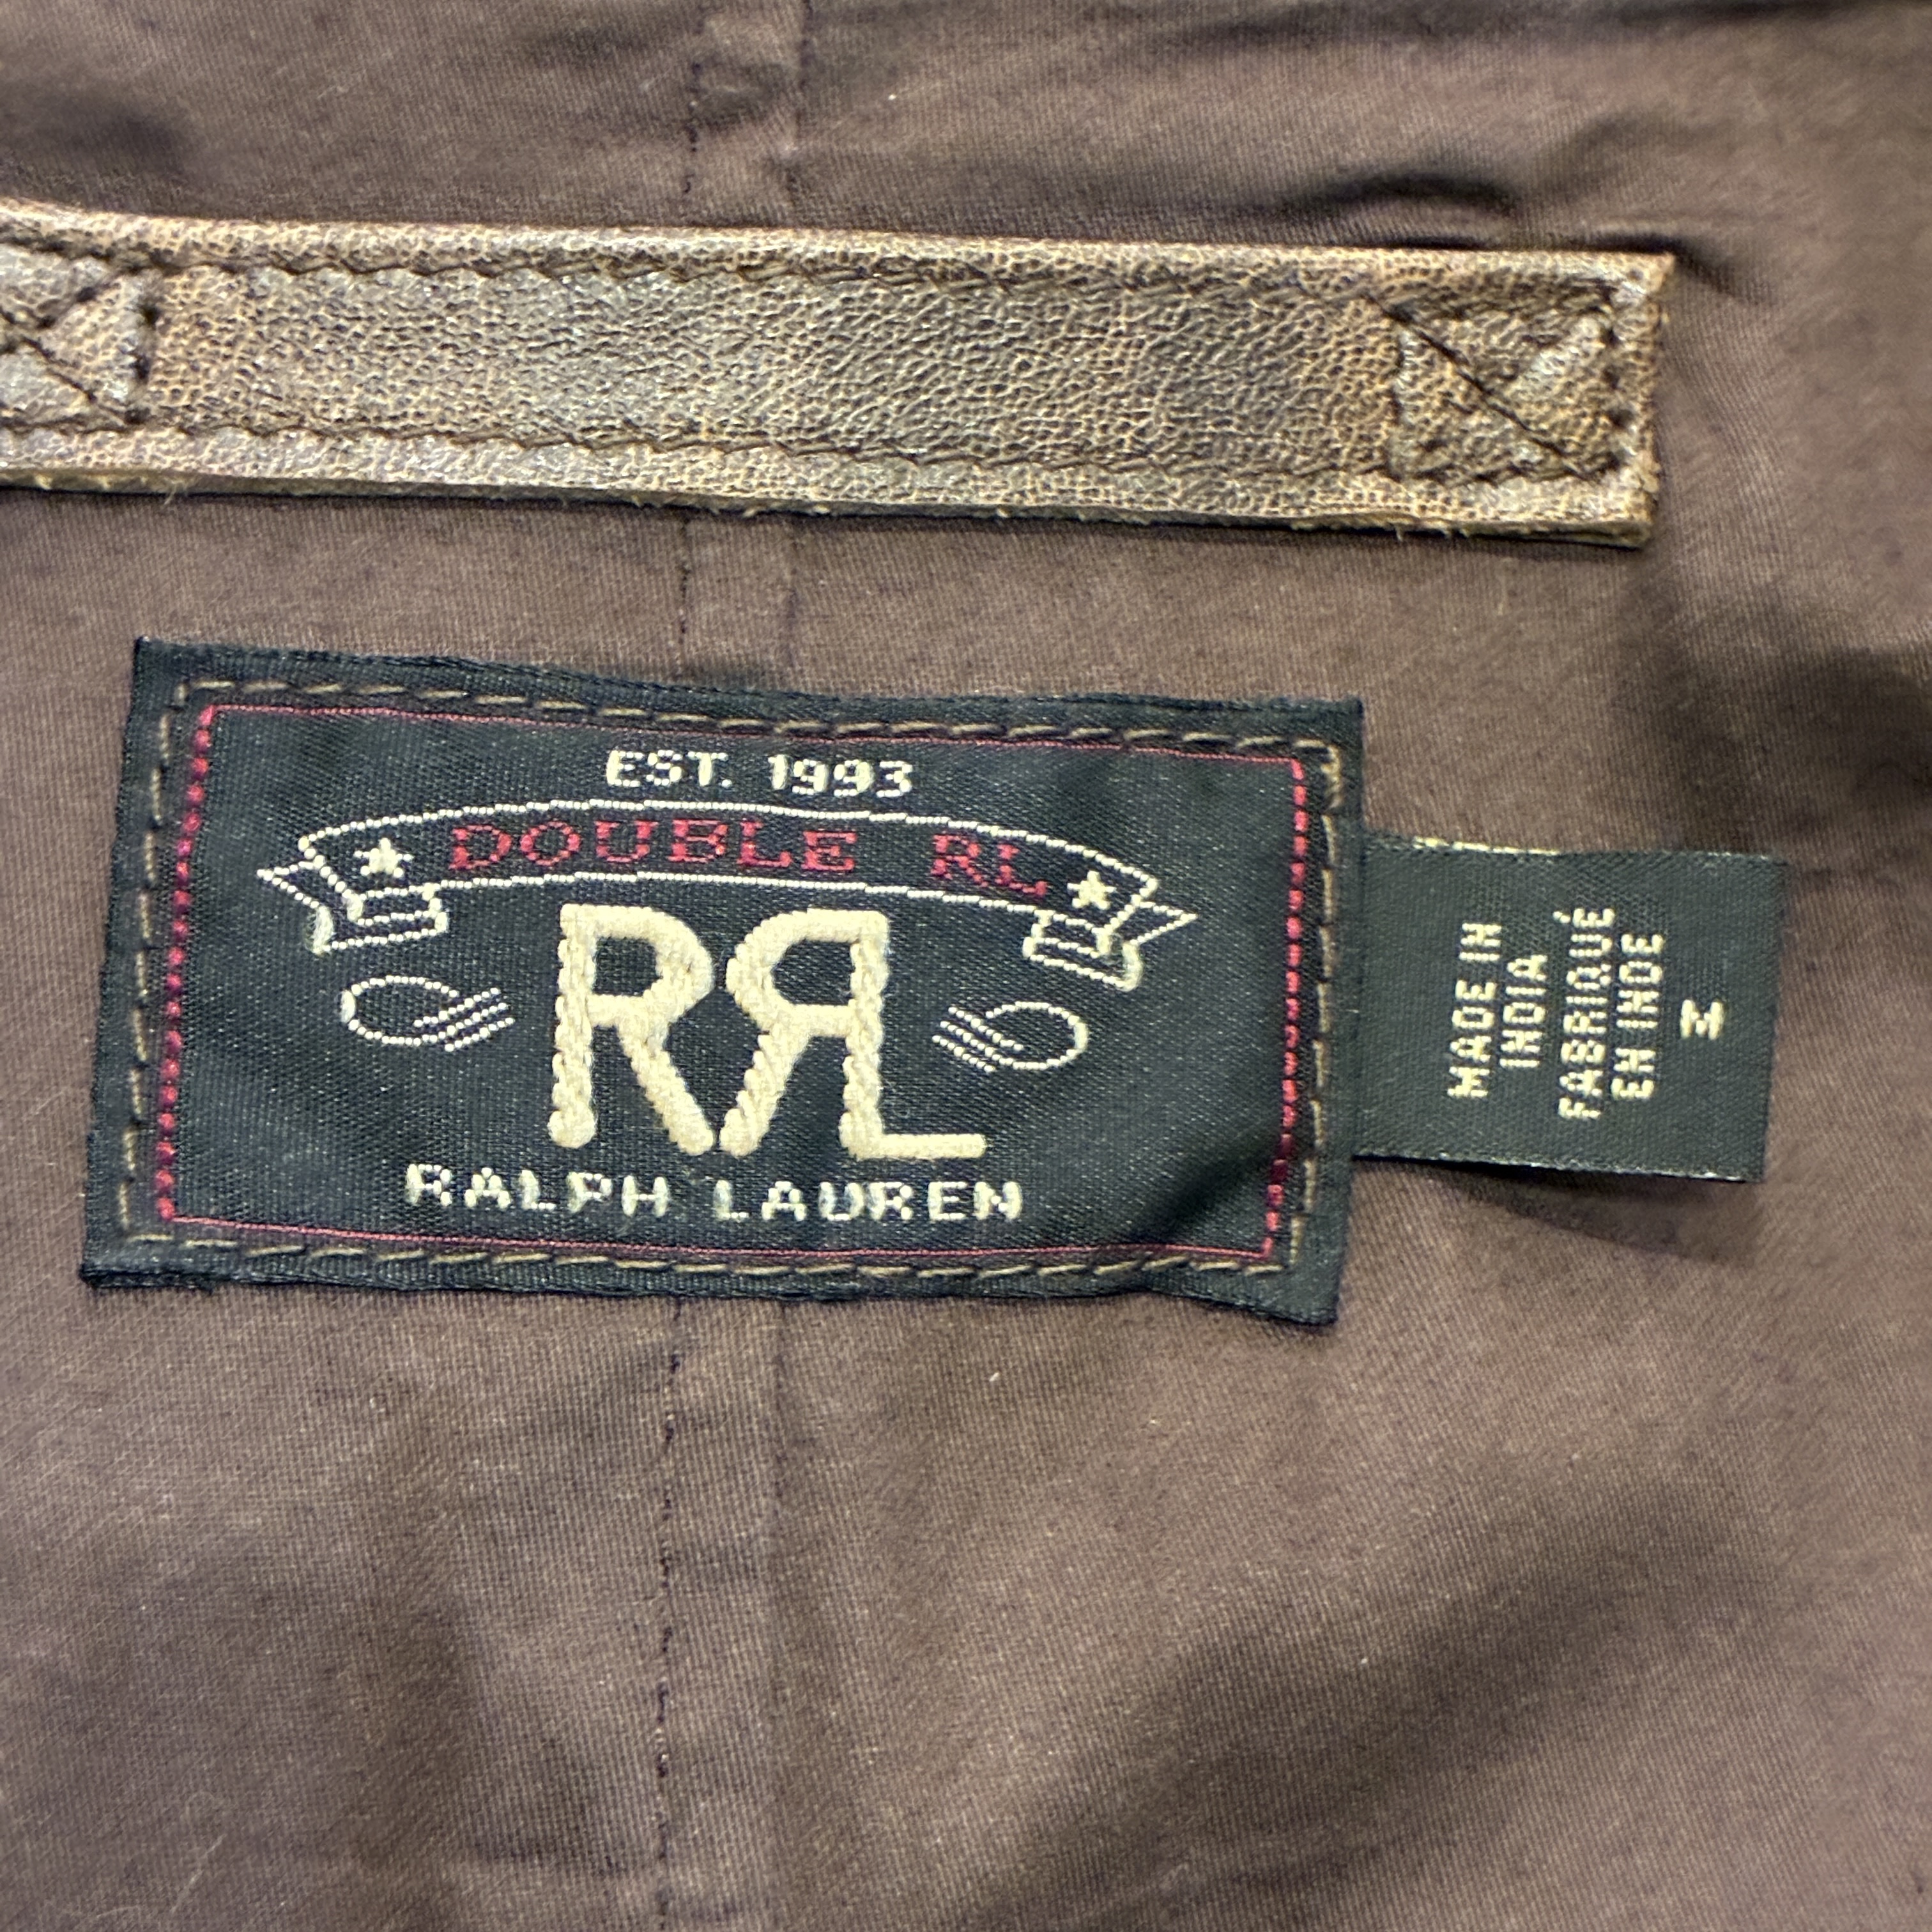 EST. 1993
DOUBLE RL
RRL
RALPH LAUREN
MADE IN
INDIA
FABRIQUÉ
EN INDE
M